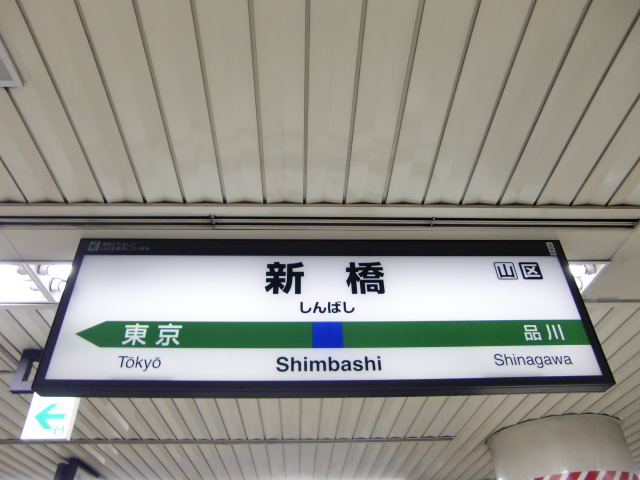 新橋
山 区
しんばし
東京
品川
Tōkyō
Shimbashi
Shinagawa